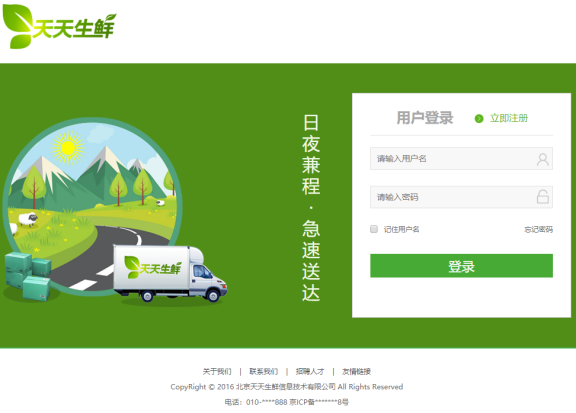 天天生鲜
日夜兼程·急速送达
天天生鲜
用户登录 立即注册
请输入用户名
请输入密码
记住用户名 忘记密码
登录
关于我们 | 联系我们 | 招聘人才 | 友情链接
CopyRight © 2016 北京天天生鲜信息技术有限公司 All Rights Reserved
电话：010-****888 京ICP备*******8号